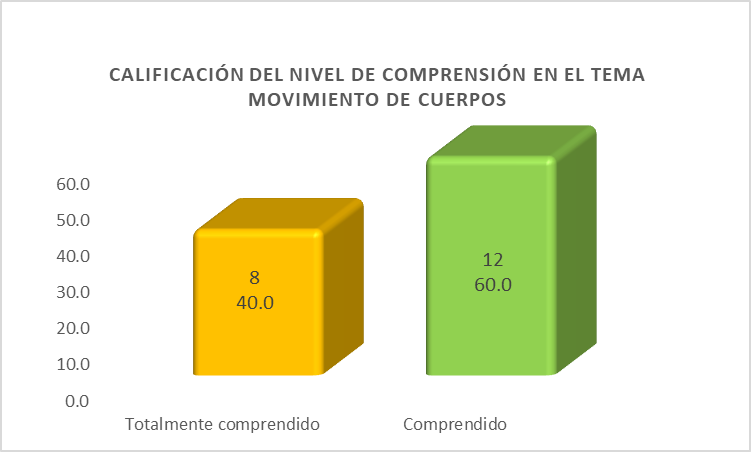 CALIFICACIÓN DEL NIVEL DE COMPRENSIÓN EN EL TEMA
MOVIMIENTO DE CUERPOS
60.0
50.0
40.0
30.0
20.0
10.0
0.0
8
40.0
12
60.0
Totalmente comprendido
Comprendido